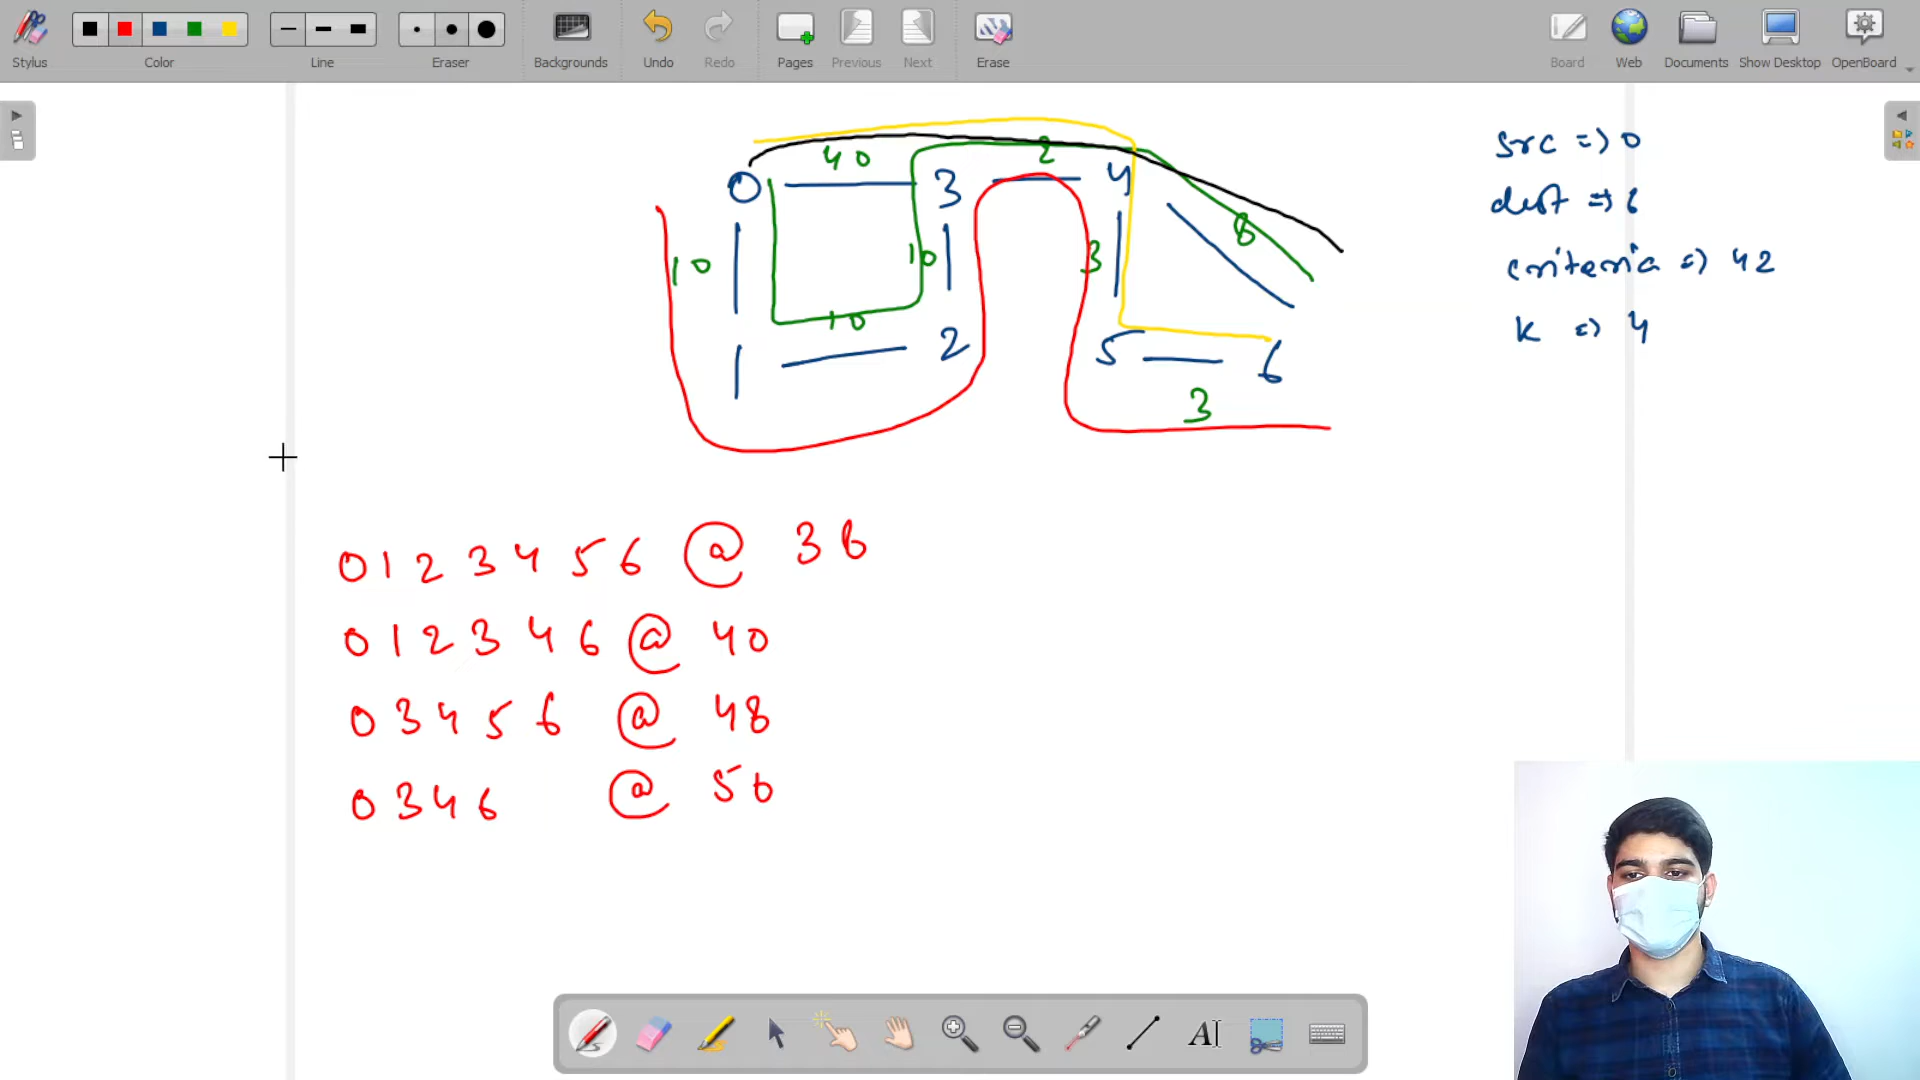 Stylus Color Line Eraser Backgrounds Undo Redo Pages Previous Next Erase Board Web Documents Show Desktop OpenBoard
src => 0
40 2
0 3 4
dest => 6
8
10 10 3
criteria => 42
10
k => 4
1 2 5 6
3
0 1 2 3 4 5 6 @ 38
0 1 2 3 4 6 @ 40
0 3 4 5 6 @ 48
0 3 4 6 @ 50